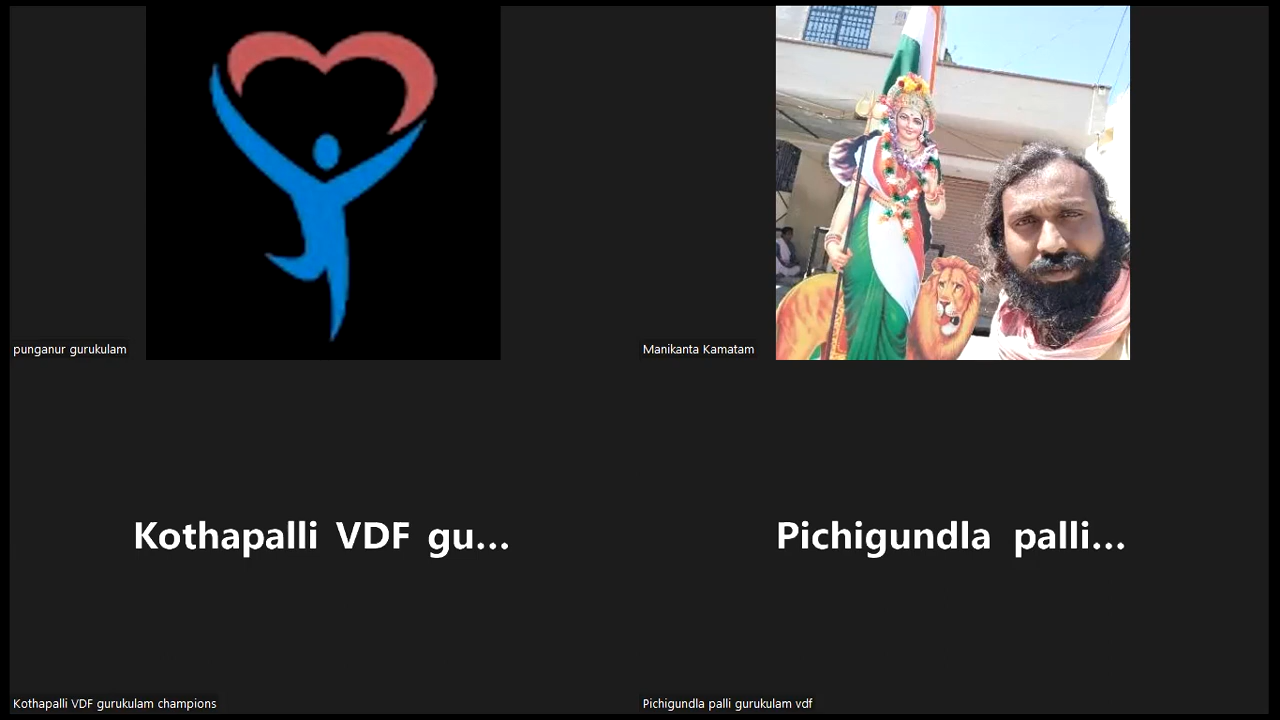 punganur gurukulam
Manikanta Kamatam
Kothapalli VDF gu...
Pichigundla palli...
Kothapalli VDF gurukulam champions
Pichigundla palli gurukulam vdf